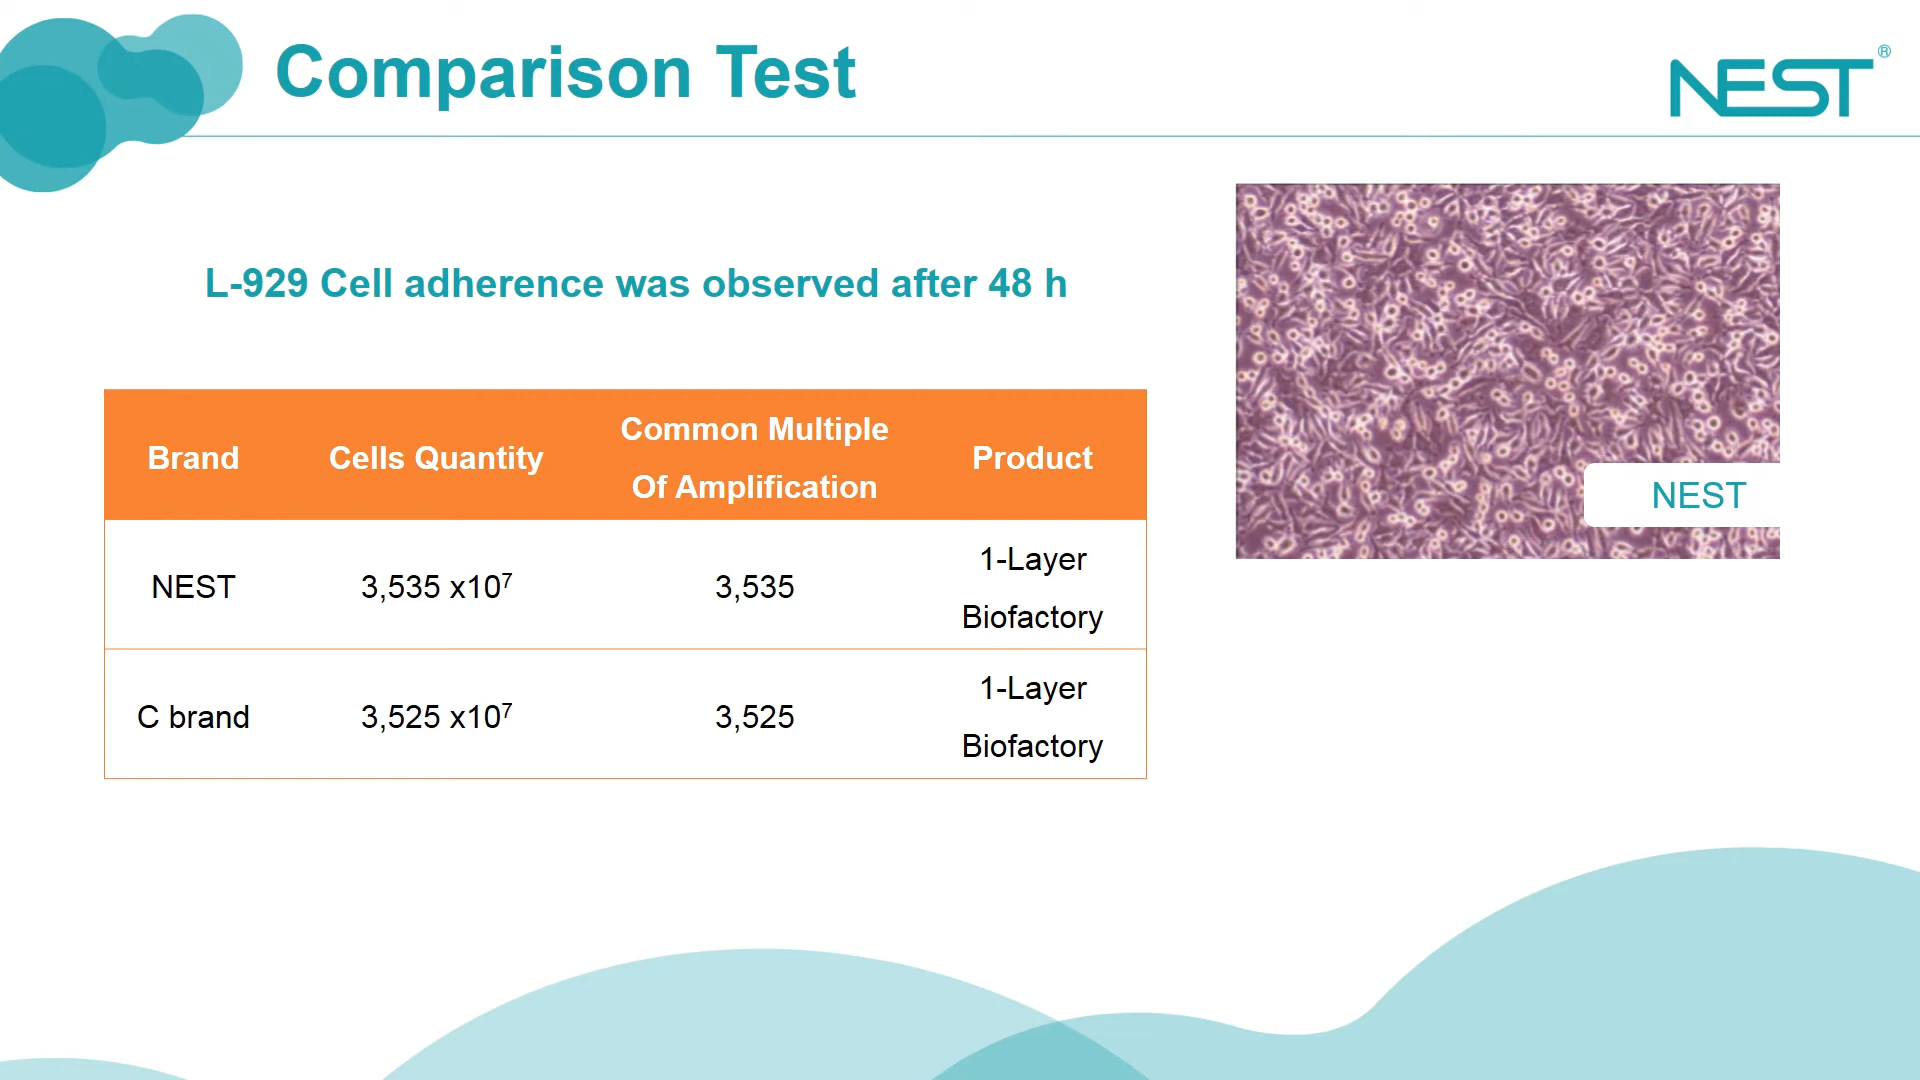 Comparison Test
NEST®
L-929 Cell adherence was observed after 48 h
Brand
Cells Quantity
Common Multiple
Of Amplification
Product
NEST
3,535 x10⁷
3,535
1-Layer
Biofactory
C brand
3,525 x10⁷
3,525
1-Layer
Biofactory
NEST